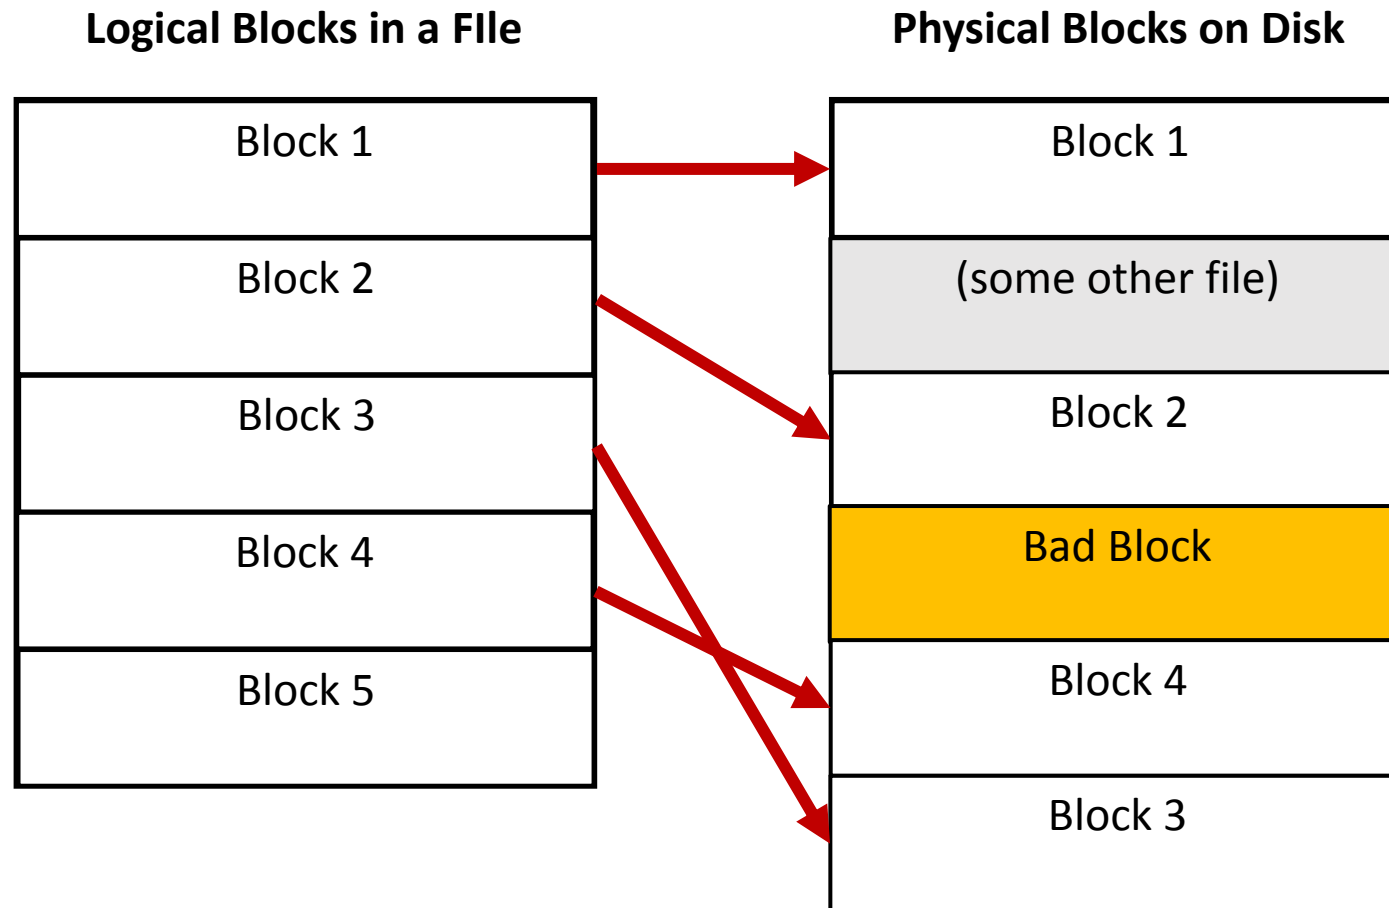 Logical Blocks in a FIle
Physical Blocks on Disk
Block 1
Block 2
Block 3
Block 4
Block 5
Block 1
(some other file)
Block 2
Bad Block
Block 4
Block 3